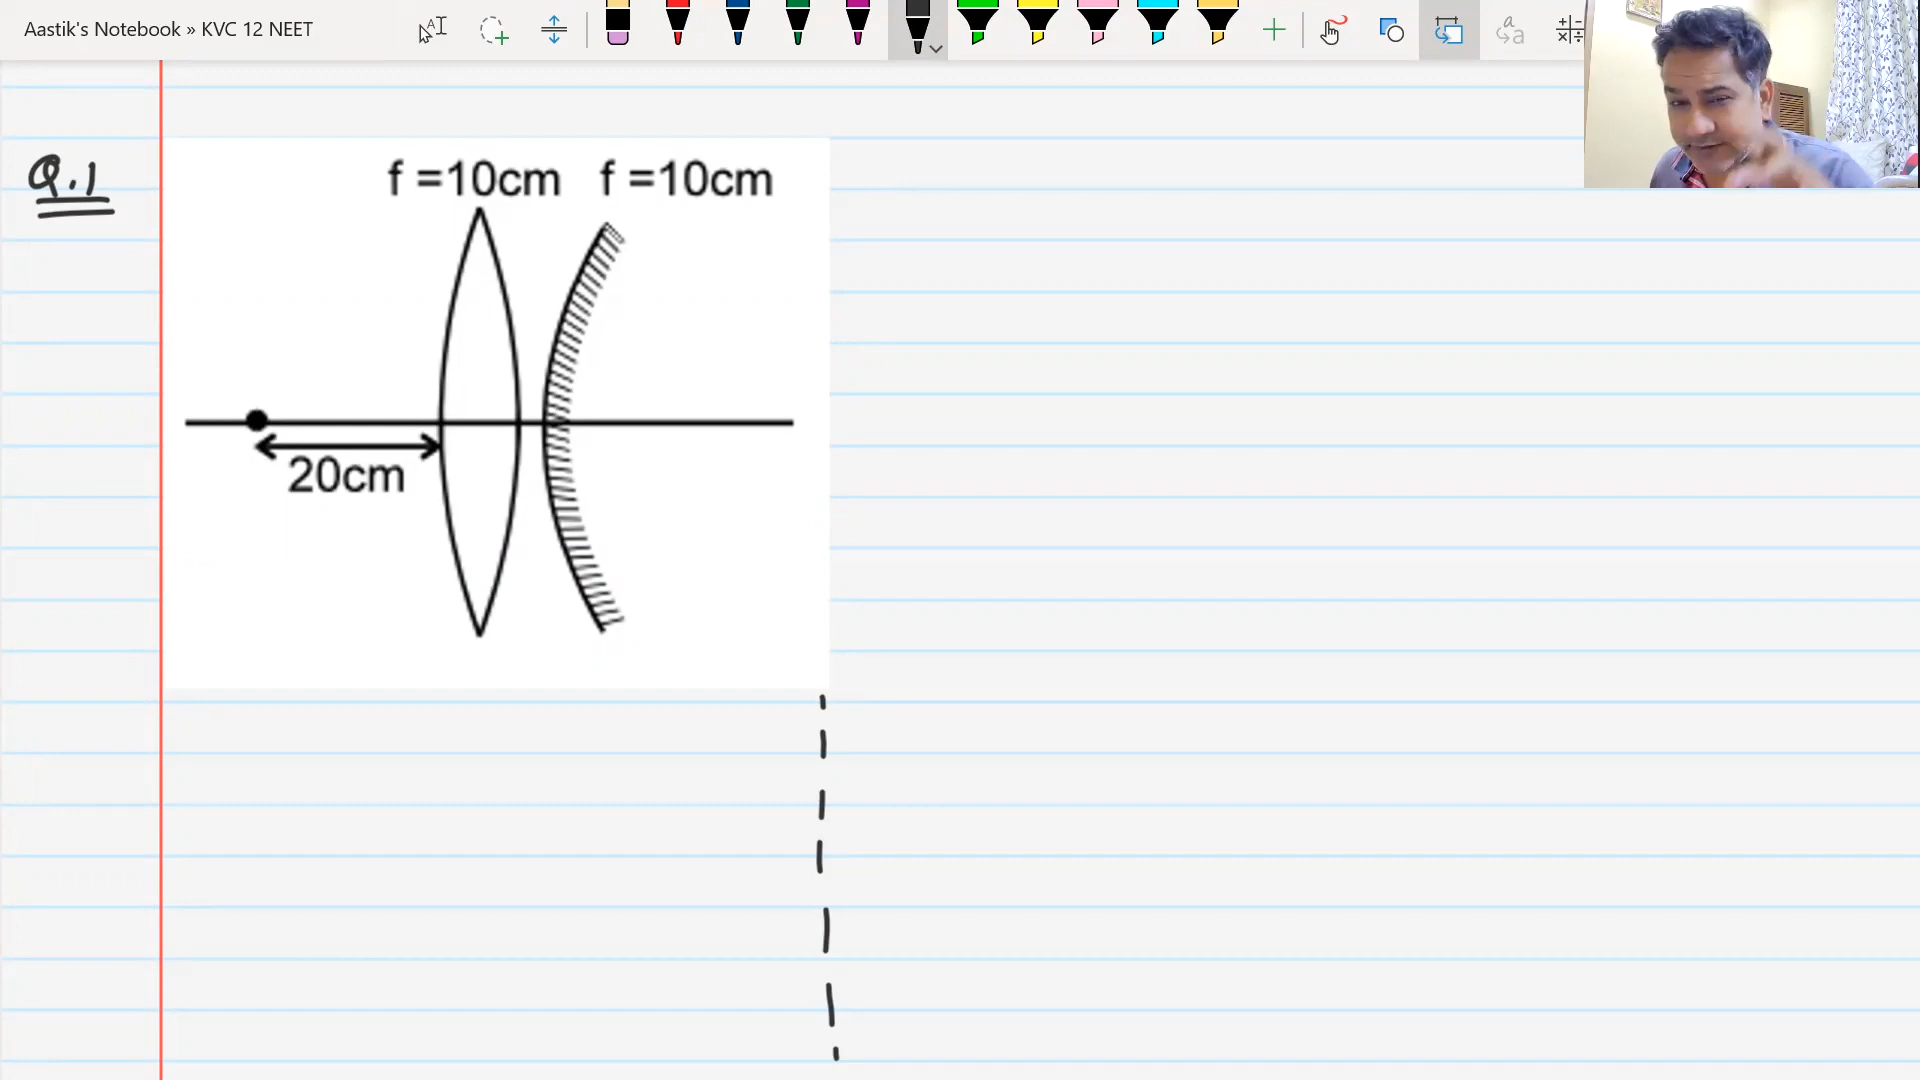 Aastik's Notebook » KVC 12 NEET
Q.1
f =10cm f =10cm
20cm